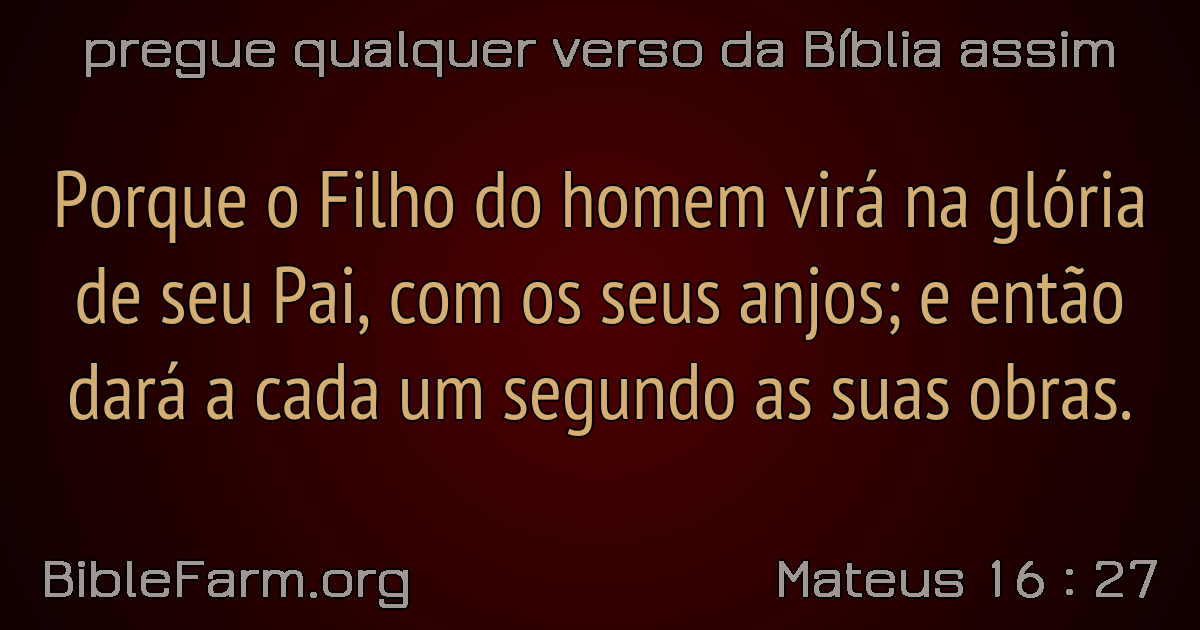 pregue qualquer verso da Bíblia assim
Porque o Filho do homem virá na glória
de seu Pai, com os seus anjos; e então
dará a cada um segundo as suas obras.
BibleFarm.org
Mateus 16 : 27